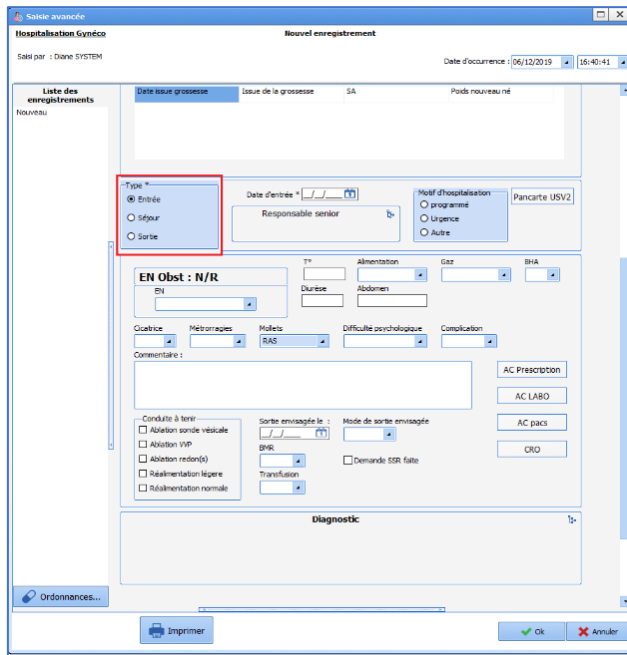 Saisie avancée
Hospitalisation Gynéco
Nouvel enregistrement
Saisi par : Diane SYSTEM
Date d'occurrence : 06/12/2019 16:40:41
Liste des
enregistrements
Nouveau
Date issue grossesse Issue de la grossesse SA Poids nouveau né
Type *
Entrée
Séjour
Sortie
Date d'entrée * __/__/____
Responsable senior
Motif d'hospitalisation
programmé
Urgence
Autre
Pancarte USV2
EN Obst : N/R
EN
T° Alimentation Gaz BHA
Diurèse Abdomen
Cicatrice Métrorragies Mollets Difficulté psychologique Complication
RAS
Commentaire :
AC Prescription
AC LABO
AC pacs
CRO
Conduite à tenir
Ablation sonde vésicale
Ablation VVP
Ablation redon(s)
Réalimentation légere
Réalimentation normale
Sortie envisagée le : Mode de sortie envisagée
__/__/____
BMR
Demande SSR faite
Transfusion
Diagnostic
Ordonnances...
Imprimer
Ok
Annuler